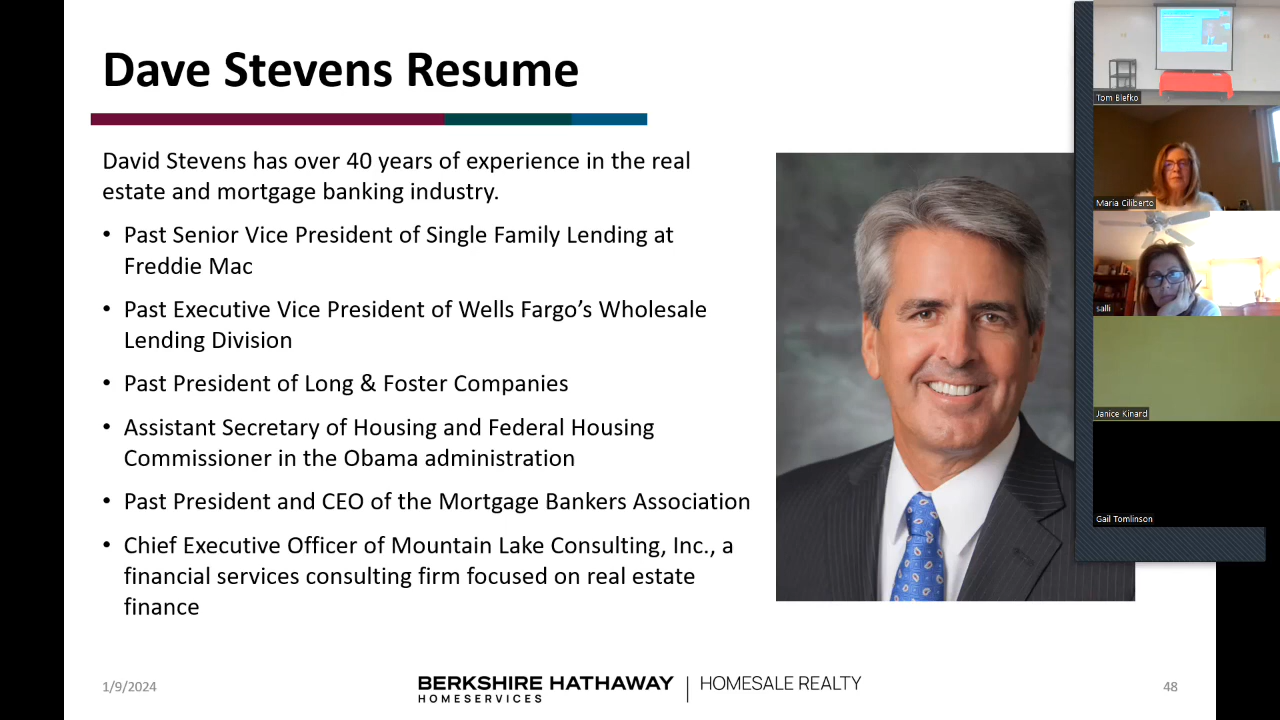 Dave Stevens Resume
David Stevens has over 40 years of experience in the real
estate and mortgage banking industry.
• Past Senior Vice President of Single Family Lending at
Freddie Mac
• Past Executive Vice President of Wells Fargo’s Wholesale
Lending Division
• Past President of Long & Foster Companies
• Assistant Secretary of Housing and Federal Housing
Commissioner in the Obama administration
• Past President and CEO of the Mortgage Bankers Association
• Chief Executive Officer of Mountain Lake Consulting, Inc., a
financial services consulting firm focused on real estate
finance
1/9/2024
BERKSHIRE HATHAWAY
HOMESERVICES
HOMESALE REALTY
48
Tom Blefko
Maria Ciliberto
salli
Janice Kinard
Gail Tomlinson